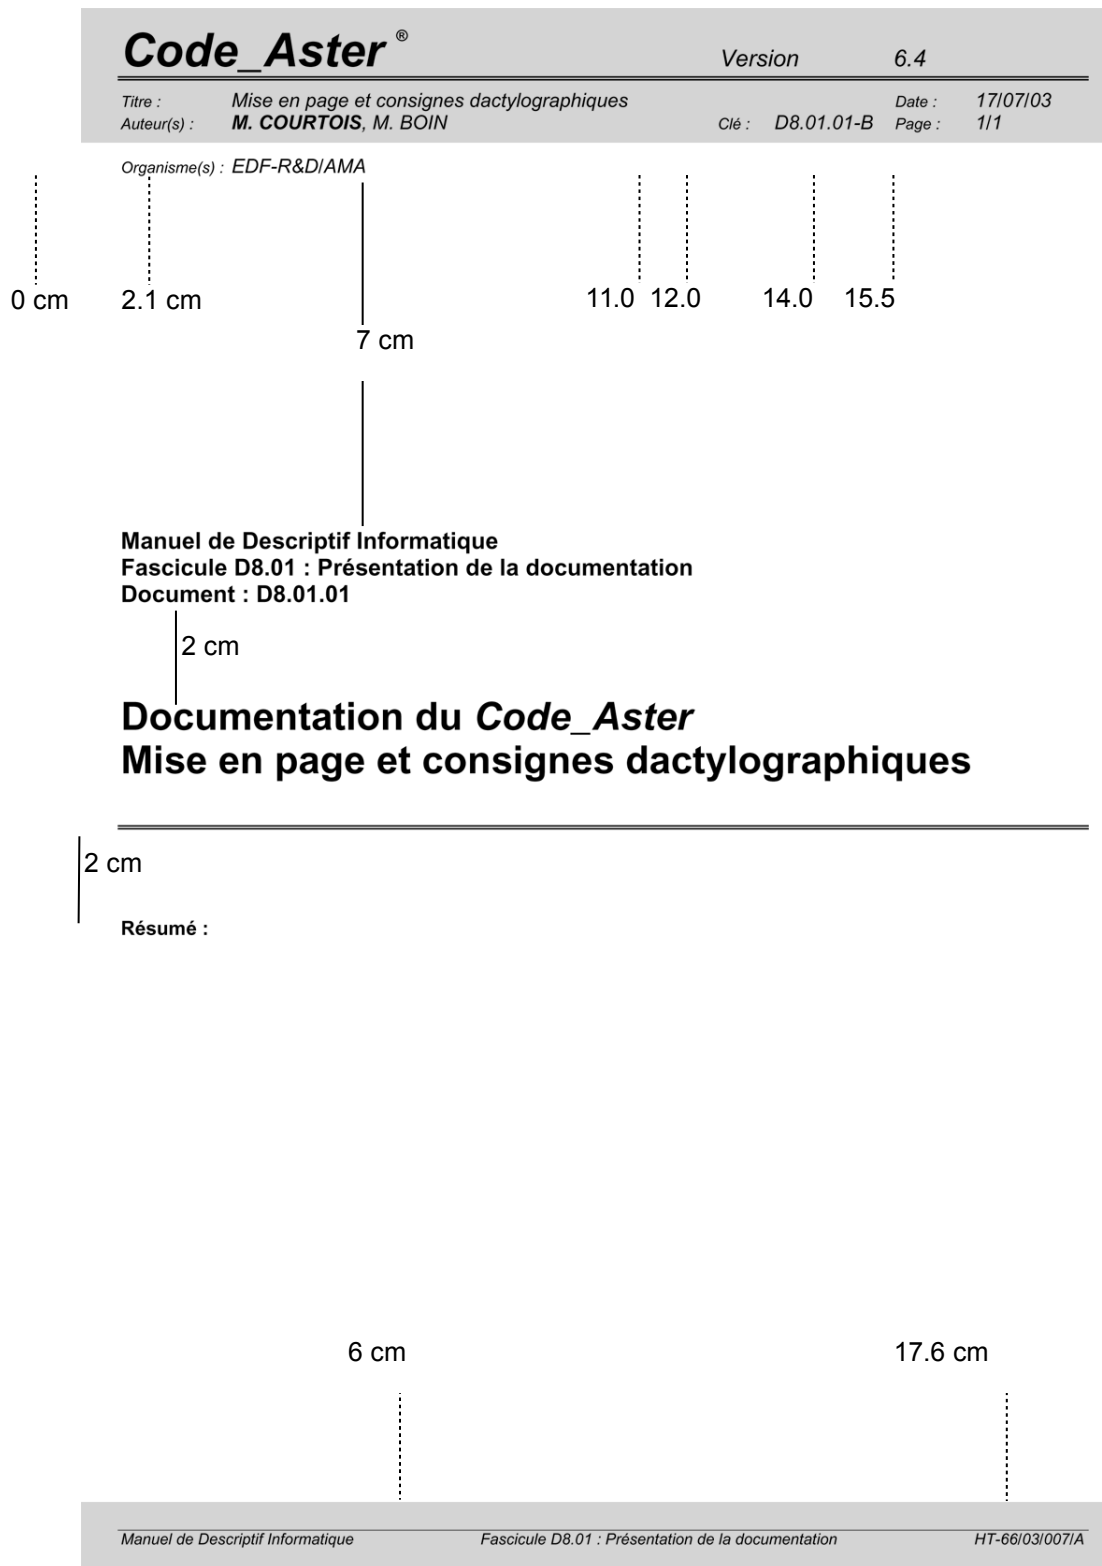 Code_Aster ® Version 6.4
Titre : Mise en page et consignes dactylographiques Date : 17/07/03
Auteur(s) : M. COURTOIS, M. BOIN Clé : D8.01.01-B Page : 1/1
Organisme(s) : EDF-R&D/AMA
0 cm 2.1 cm 11.0 12.0 14.0 15.5
7 cm
Manuel de Descriptif Informatique
Fascicule D8.01 : Présentation de la documentation
Document : D8.01.01
2 cm
Documentation du Code_Aster
Mise en page et consignes dactylographiques
2 cm
Résumé :
6 cm 17.6 cm
Manuel de Descriptif Informatique Fascicule D8.01 : Présentation de la documentation HT-66/03/007/A